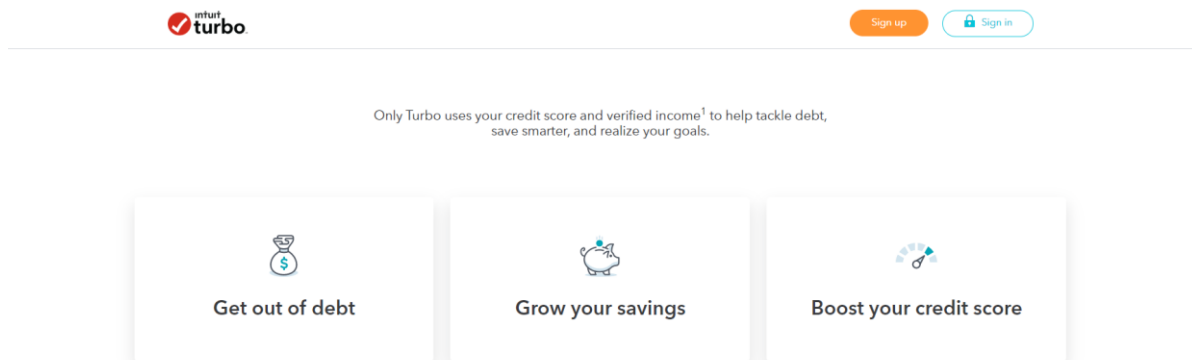 intuit
turbo.
Sign up
Sign in
Only Turbo uses your credit score and verified income1 to help tackle debt,
save smarter, and realize your goals.
$
Get out of debt
Grow your savings
Boost your credit score